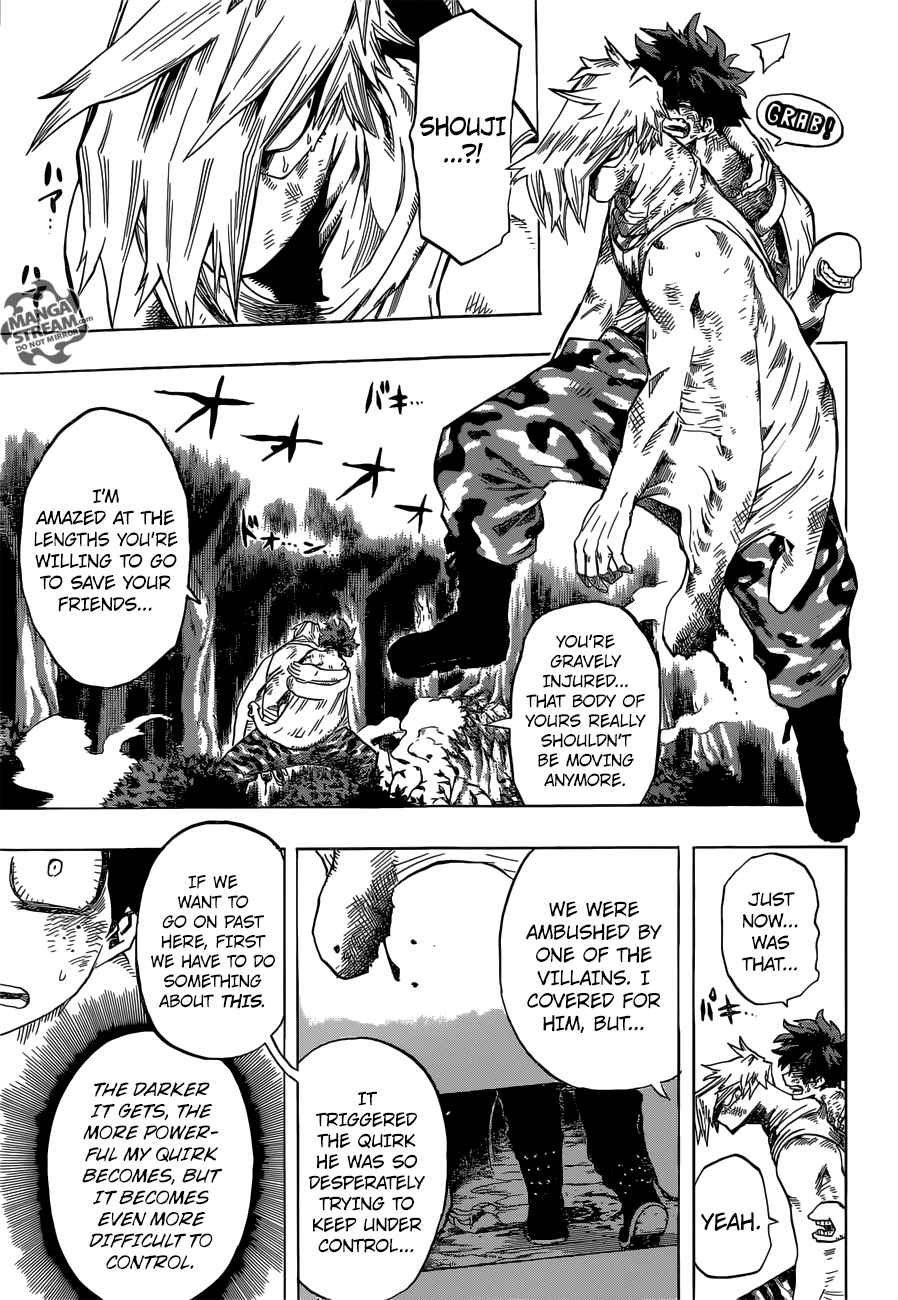 GRAB!
SHOUJI
...?!
ハァ
MANGA
STREAM.com
DO NOT MIRROR
バキ...
YOU'RE
GRAVELY
INJURED...
THAT BODY OF
YOURS REALLY
SHOULDN'T
BE MOVING
ANYMORE.
I'M
AMAZED AT THE
LENGTHS YOU'RE
WILLING TO GO
TO SAVE YOUR
FRIENDS...
JUST
NOW...
WAS
THAT...
バキ...
YEAH.
WE WERE
AMBUSHED BY
ONE OF THE
VILLAINS. I
COVERED FOR
HIM, BUT...
IT
TRIGGERED
THE QUIRK
HE WAS SO
DESPERATELY
TRYING TO
KEEP UNDER
CONTROL...
IF WE
WANT TO
GO ON PAST
HERE, FIRST
WE HAVE TO DO
SOMETHING
ABOUT THIS.
THE DARKER
IT GETS, THE
MORE POWER-
FUL MY QUIRK
BECOMES, BUT
IT BECOMES
EVEN MORE
DIFFICULT TO
CONTROL.